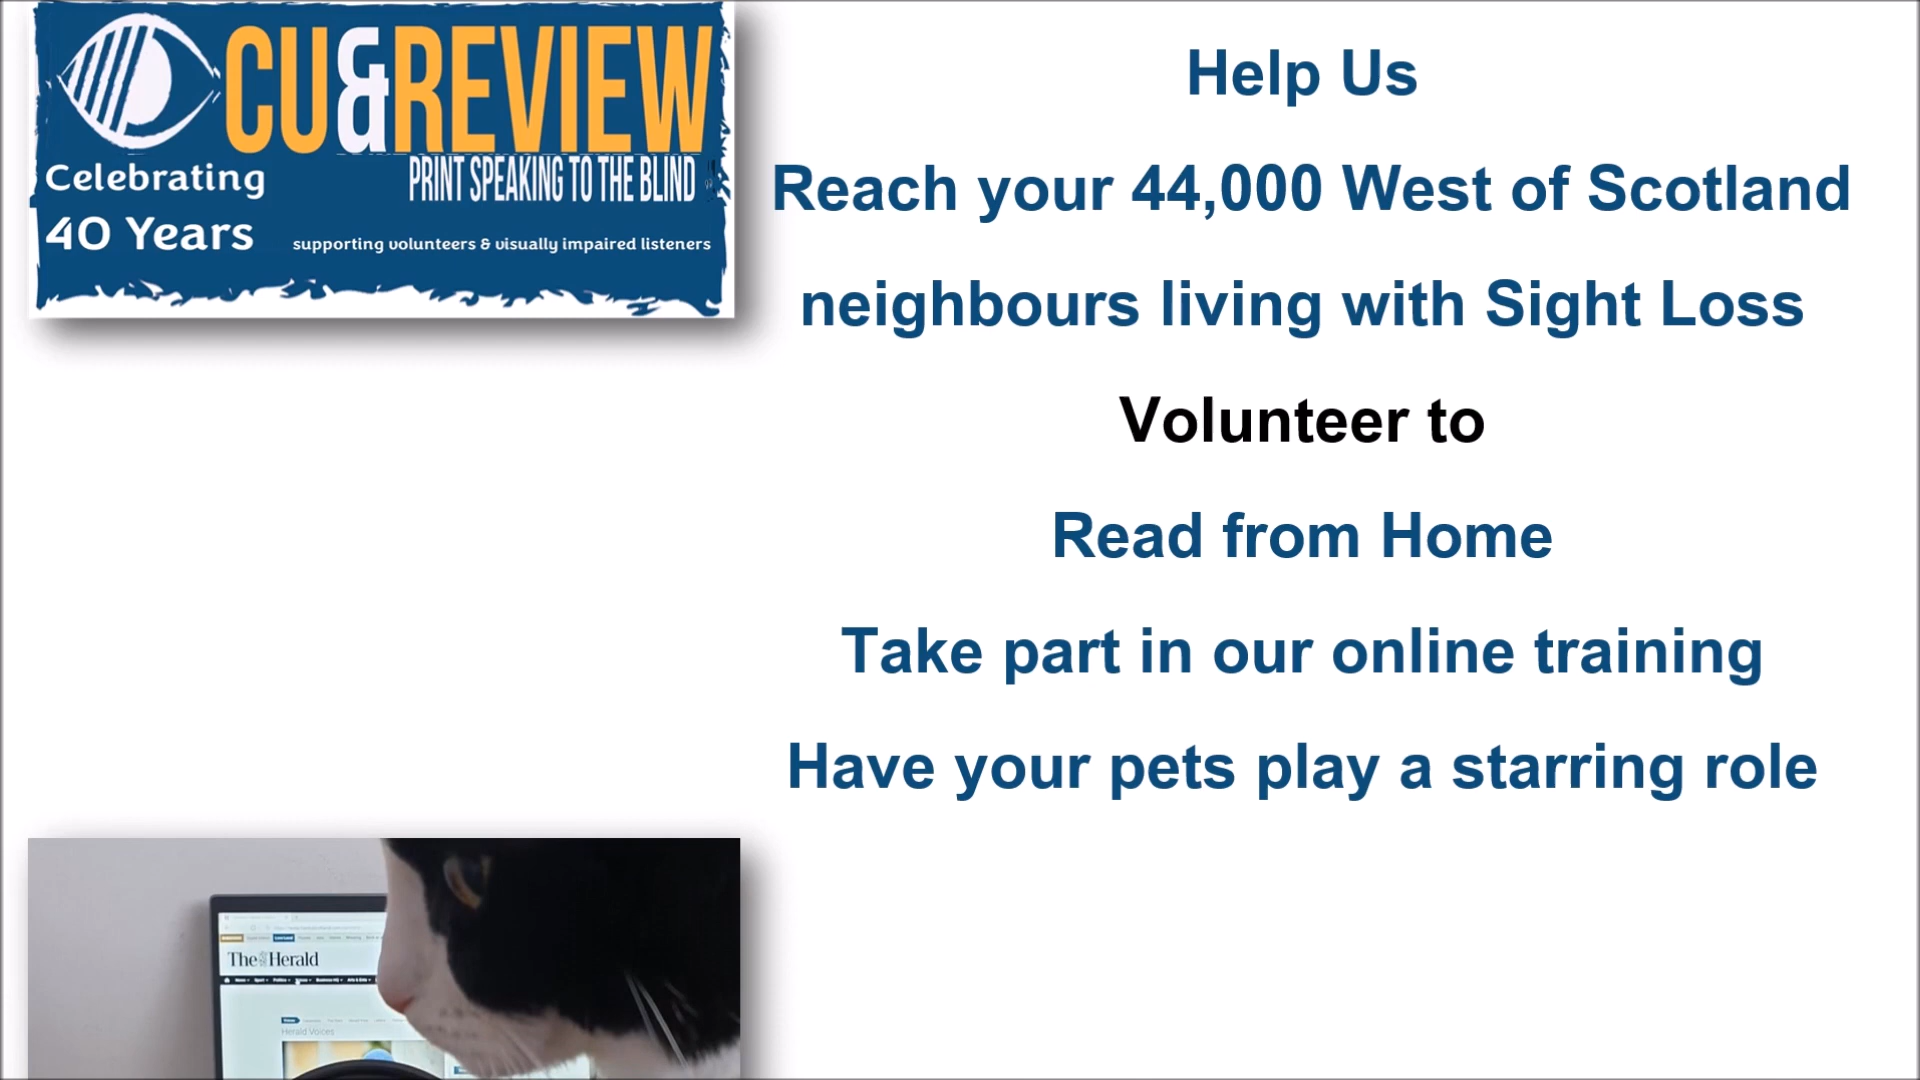 CU&REVIEW
PRINT SPEAKING TO THE BLIND
Celebrating
40 Years
supporting volunteers & visually impaired listeners
Help Us
Reach your 44,000 West of Scotland
neighbours living with Sight Loss
Volunteer to
Read from Home
Take part in our online training
Have your pets play a starring role
The Herald
Herald Voices